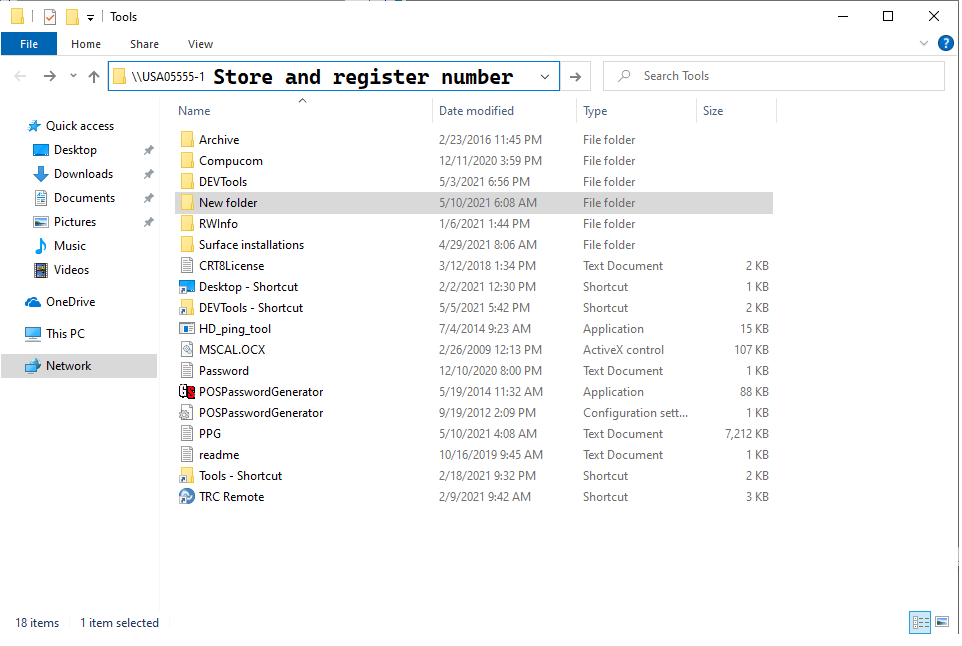 Tools
File Home Share View
\\USA05555-1 Store and register number Search Tools
Name Date modified Type Size
Quick access
Desktop
Downloads
Documents
Pictures
Music
Videos
OneDrive
This PC
Network
Archive 2/23/2016 11:45 PM File folder
Compucom 12/11/2020 3:59 PM File folder
DEVTools 5/3/2021 6:56 PM File folder
New folder 5/10/2021 6:08 AM File folder
RWInfo 1/6/2021 1:44 PM File folder
Surface installations 4/29/2021 8:06 AM File folder
CRT8License 3/12/2018 1:34 PM Text Document 2 KB
Desktop - Shortcut 2/2/2021 12:30 PM Shortcut 1 KB
DEVTools - Shortcut 5/5/2021 5:42 PM Shortcut 2 KB
HD_ping_tool 7/4/2014 9:23 AM Application 15 KB
MSCAL.OCX 2/26/2009 12:13 PM ActiveX control 107 KB
Password 12/10/2020 8:00 PM Text Document 1 KB
POSPasswordGenerator 5/19/2014 11:32 AM Application 88 KB
POSPasswordGenerator 9/19/2012 2:09 PM Configuration sett... 1 KB
PPG 5/10/2021 4:08 AM Text Document 7,212 KB
readme 10/16/2019 9:45 AM Text Document 1 KB
Tools - Shortcut 2/18/2021 9:32 PM Shortcut 2 KB
TRC Remote 2/9/2021 9:42 AM Shortcut 3 KB
18 items 1 item selected